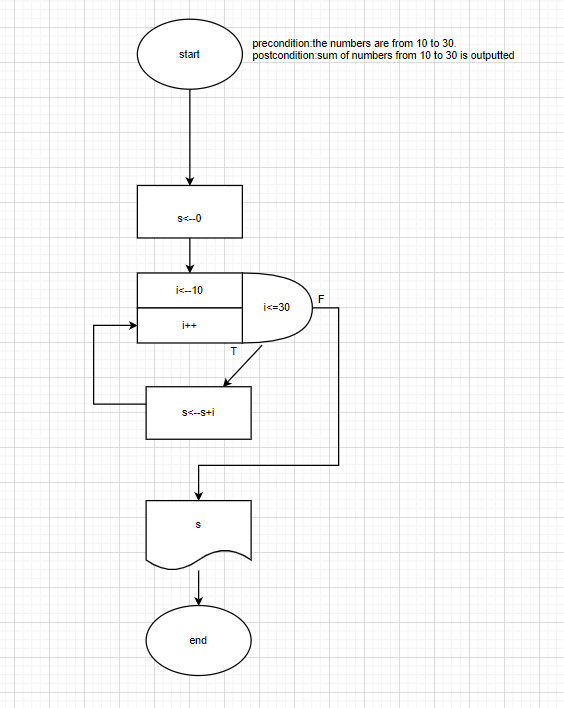 start
precondition:the numbers are from 10 to 30.
postcondition:sum of numbers from 10 to 30 is outputted
s<--0
i<--10
i<=30
F
i++
T
s<--s+i
s
end